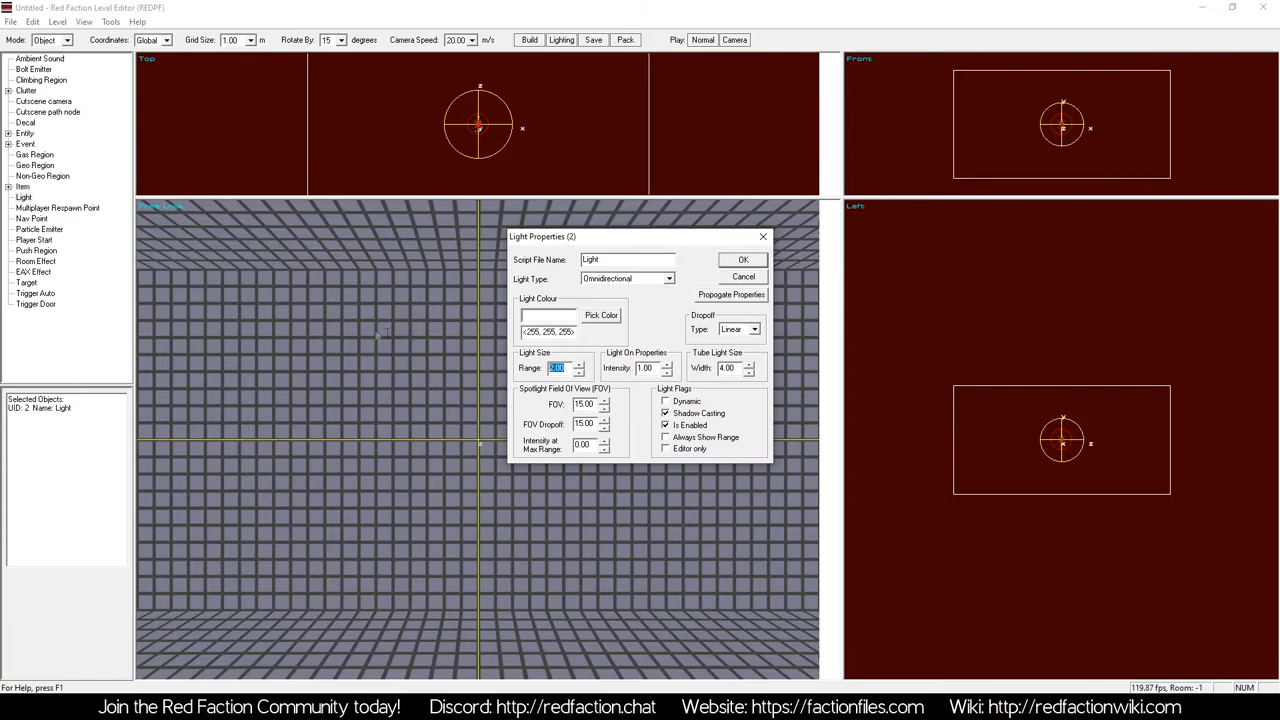 Untitled - Red Faction Level Editor (REDPF)
File Edit Level View Tools Help
Mode: Object Coordinates: Global Grid Size: 1.00 m Rotate By: 15 degrees Camera Speed: 20.00 m/s Build Lighting Save Pack Play: Normal Camera
Ambient Sound
Bolt Emitter
Climbing Region
Clutter
Cutscene camera
Cutscene path node
Decal
Entity
Event
Gas Region
Geo Region
Non-Geo Region
Item
Light
Multiplayer Respawn Point
Nav Point
Particle Emitter
Player Start
Push Region
Room Effect
EAX Effect
Target
Trigger Auto
Trigger Door
Selected Objects:
UID: 2 Name: Light
Top
z
x
Front
y
z
x
Free Look
z
Left
y
x
z
Light Properties (2)
Script File Name: Light
OK
Light Type: Omnidirectional
Cancel
Propogate Properties
Light Colour
Pick Color
<255, 255, 255>
Dropoff
Type: Linear
Light Size
Range: 2.00
Light On Properties
Intensity: 1.00
Tube Light Size
Width: 4.00
Spotlight Field Of View (FOV)
FOV: 15.00
FOV Dropoff: 15.00
Intensity at
Max Range: 0.00
Light Flags
Dynamic
Shadow Casting
Is Enabled
Always Show Range
Editor only
For Help, press F1
119.87 fps, Room: -1
NUM
Join the Red Faction Community today! Discord: http://redfaction.chat Website: https://factionfiles.com Wiki: http://redfactionwiki.com